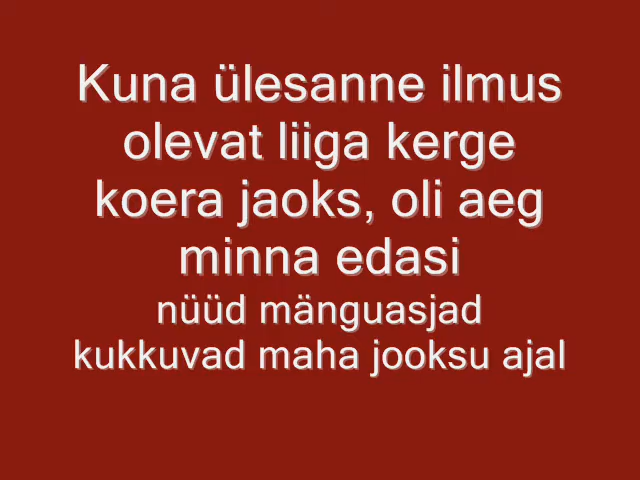 Kuna ülesanne ilmus
olevat liiga kerge
koera jaoks, oli aeg
minna edasi
nüüd mänguasjad
kukkuvad maha jooksu ajal